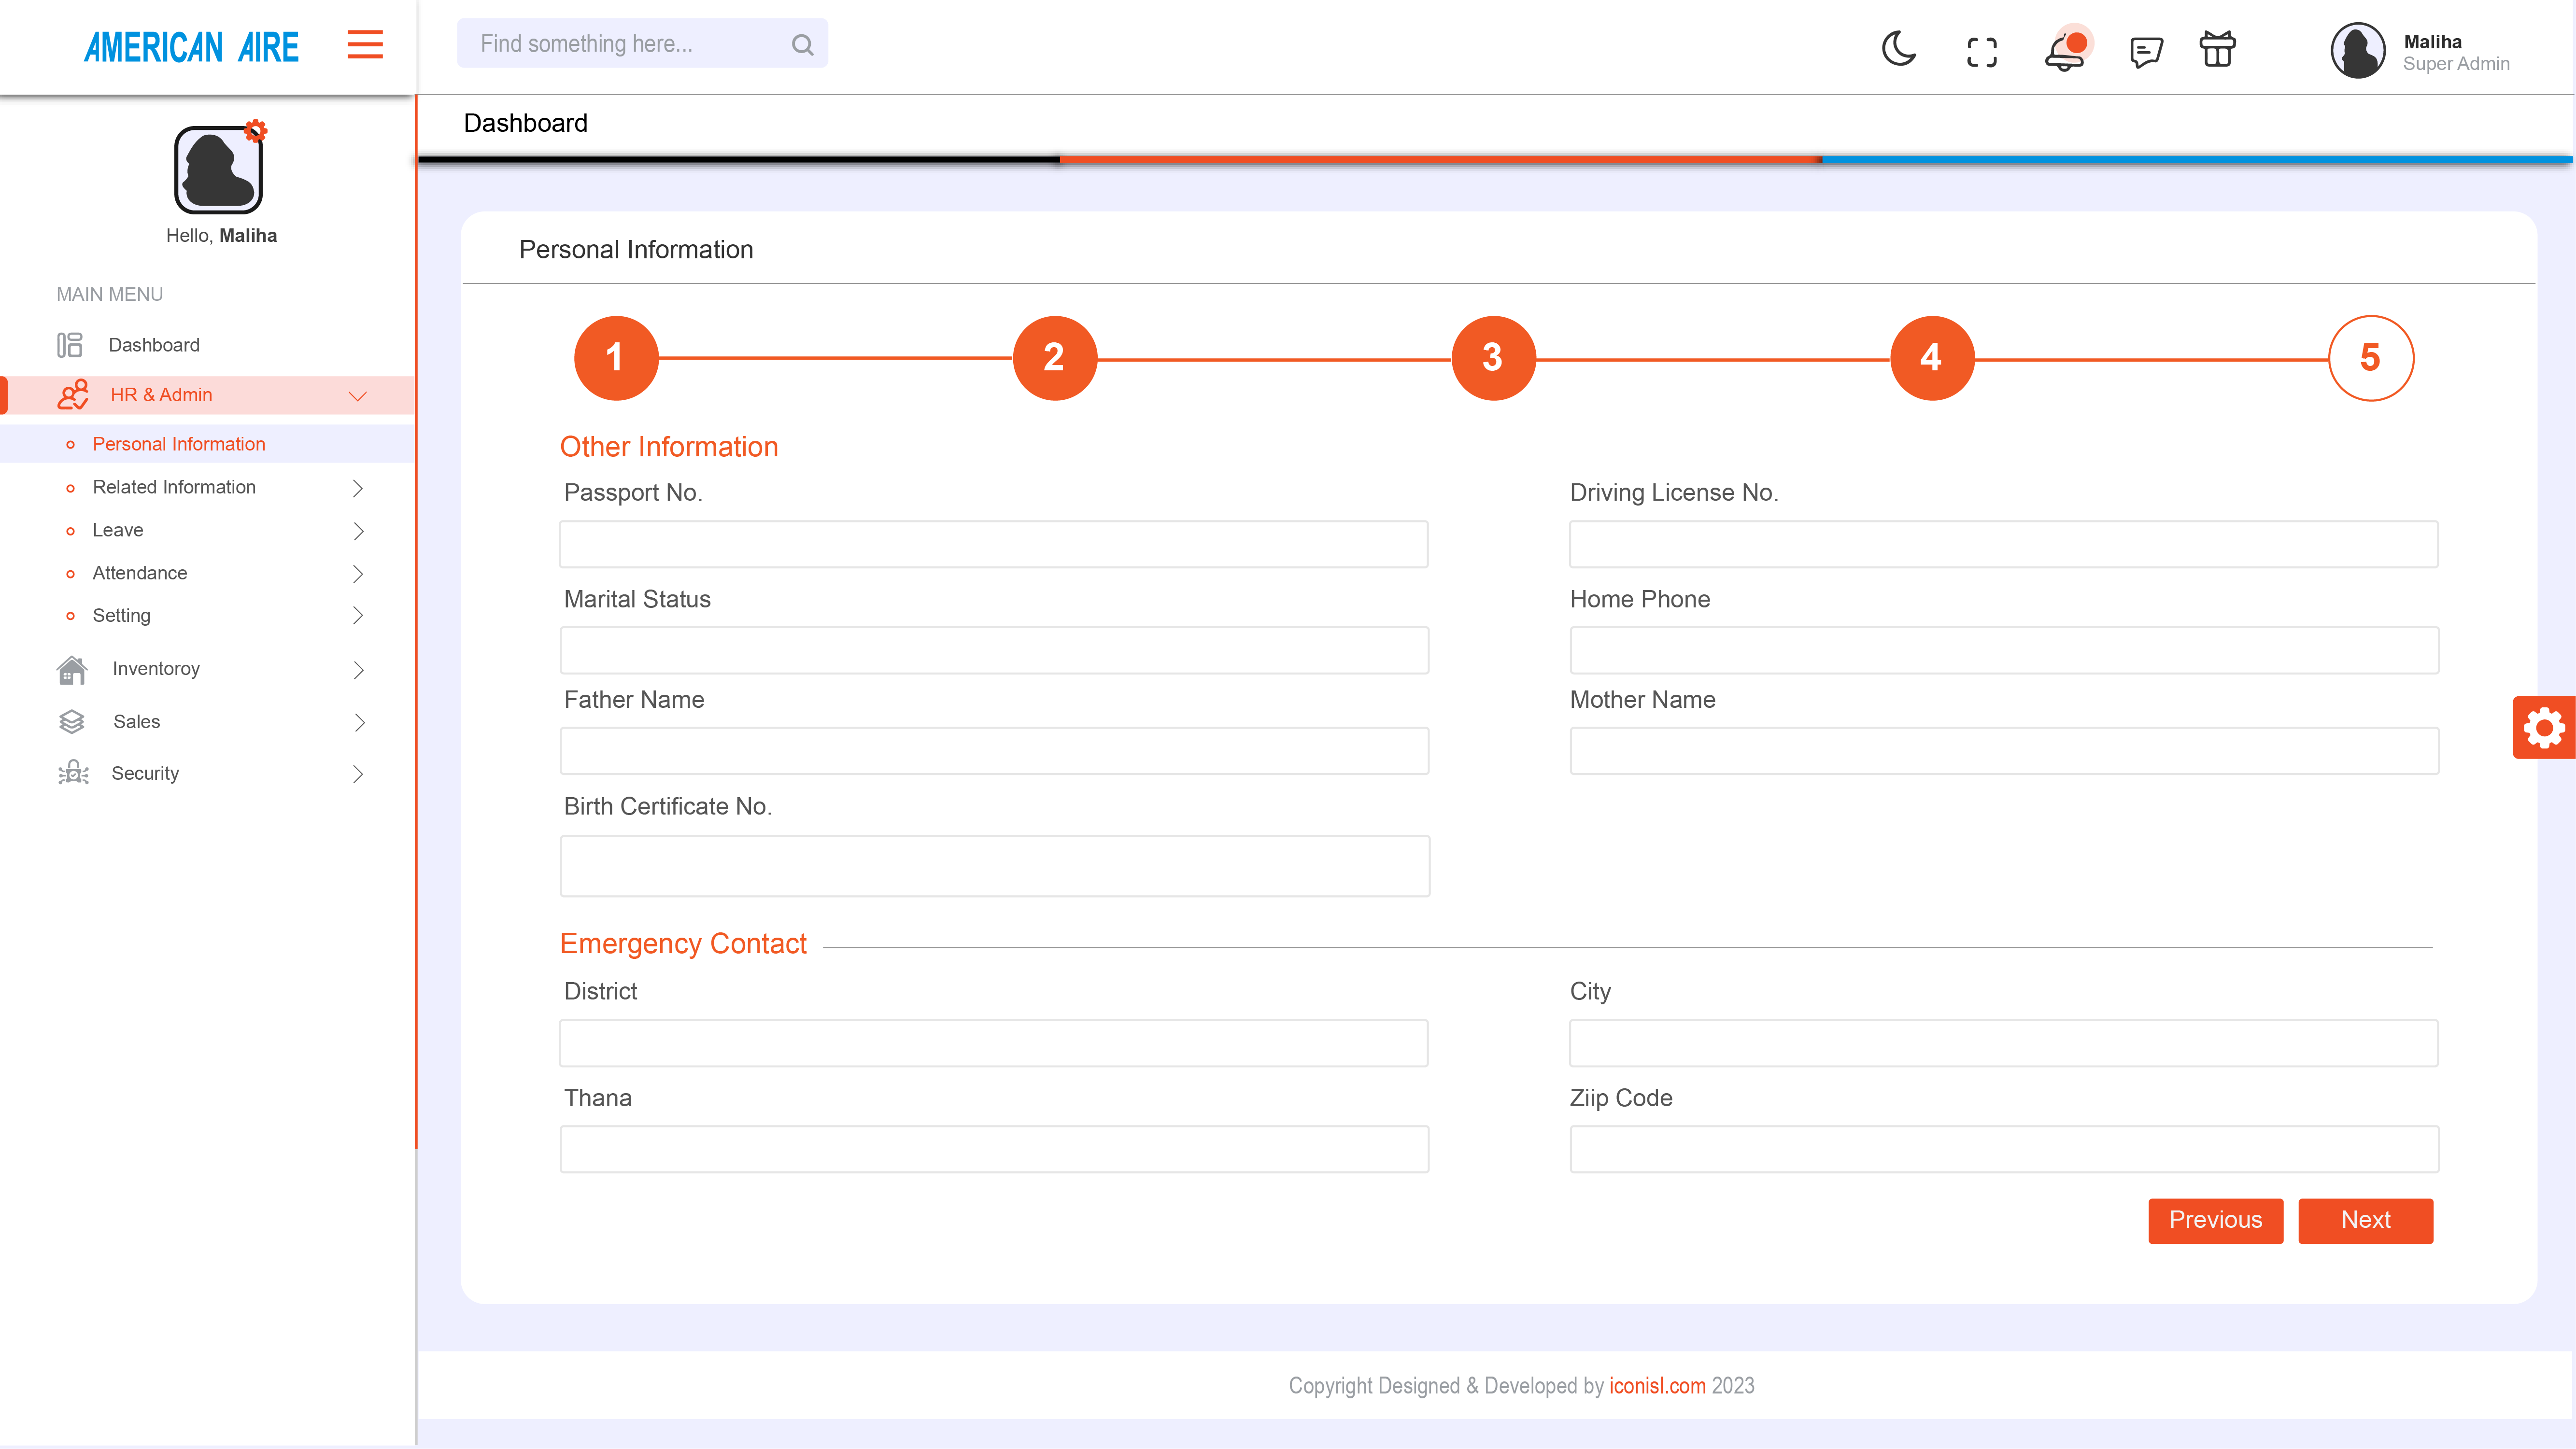 AMERICAN AIRE
Find something here...
Maliha
Super Admin
Dashboard
Hello, Maliha
MAIN MENU
Dashboard
HR & Admin
Personal Information
Related Information
Leave
Attendance
Setting
Inventoroy
Sales
Security
Personal Information
1 2 3 4 5
Other Information
Passport No. Driving License No.
Marital Status Home Phone
Father Name Mother Name
Birth Certificate No.
Emergency Contact
District City
Thana Ziip Code
Previous Next
Copyright Designed & Developed by iconisl.com 2023